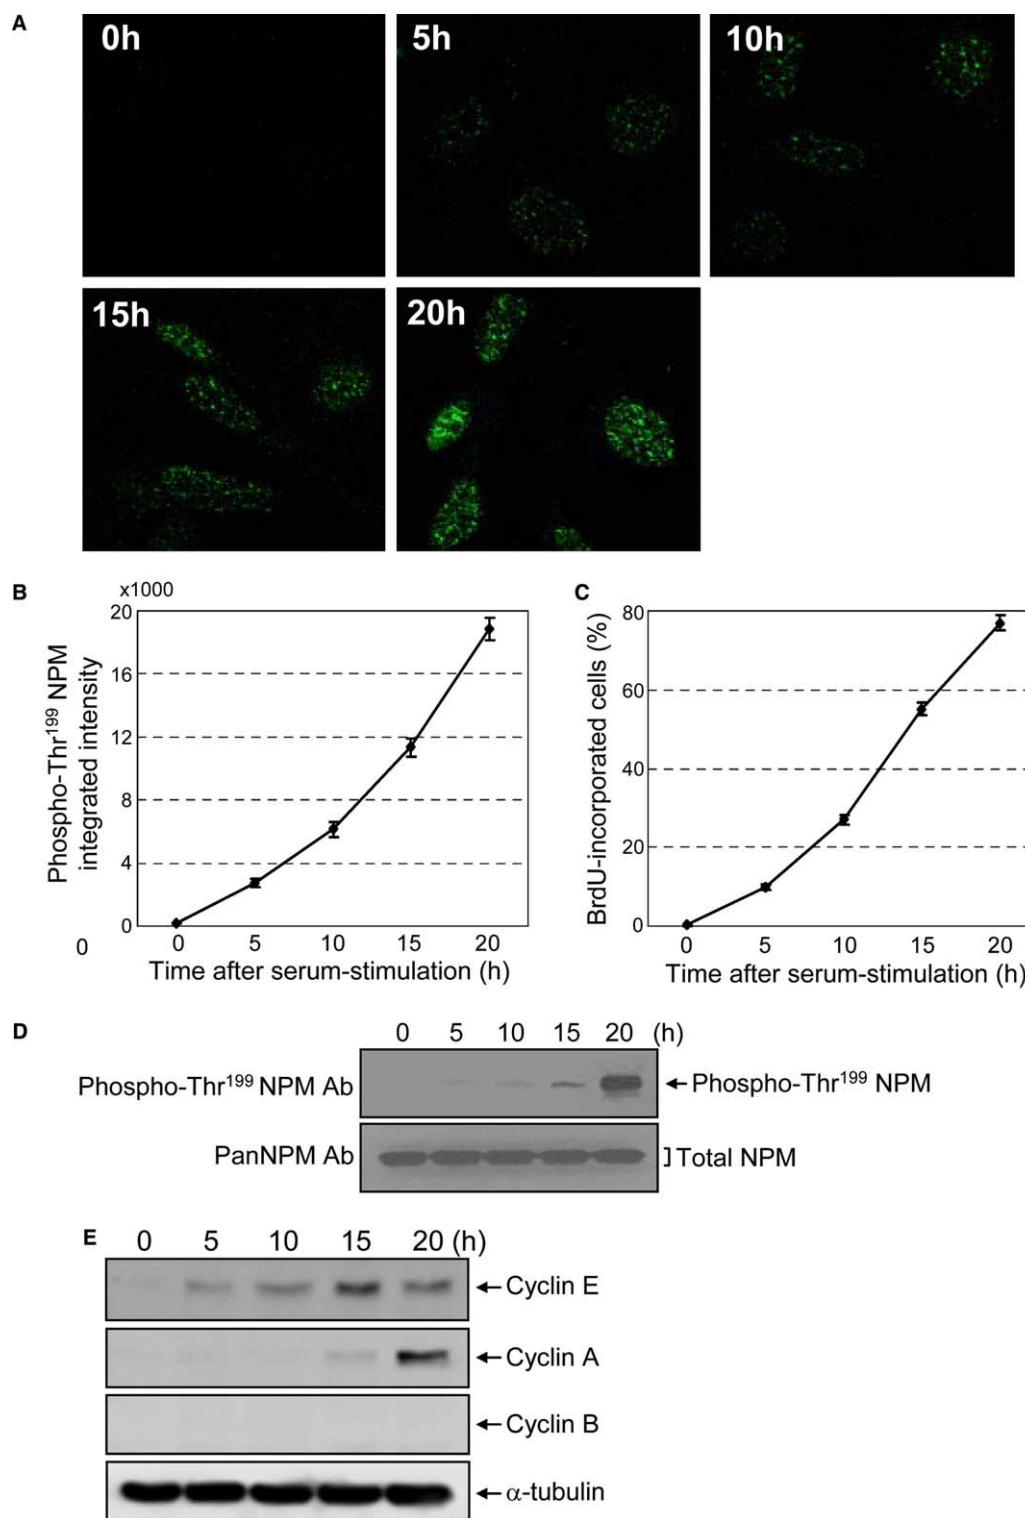 A
0h
5h
10h
15h
20h
B
x1000
20
16
12
8
4
0
0
Phospho-Thr¹⁹⁹ NPM
integrated intensity
0 5 10 15 20
Time after serum-stimulation (h)
C
80
60
40
20
0
BrdU-incorporated cells (%)
0 5 10 15 20
Time after serum-stimulation (h)
D
0 5 10 15 20 (h)
Phospho-Thr¹⁹⁹ NPM Ab
Phospho-Thr¹⁹⁹ NPM
PanNPM Ab
Total NPM
E
0 5 10 15 20 (h)
Cyclin E
Cyclin A
Cyclin B
α-tubulin